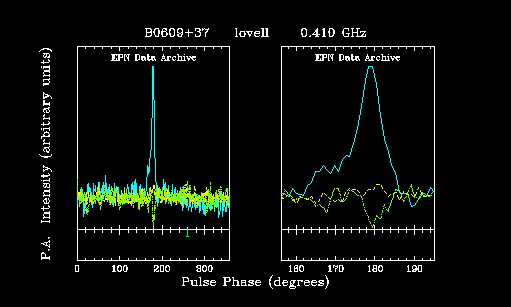 B0609+37 lovell 0.410 GHz
EPN Data Archive EPN Data Archive
P.A. Intensity (arbitrary units)
0 100 200 300 160 170 180 190
Pulse Phase (degrees)